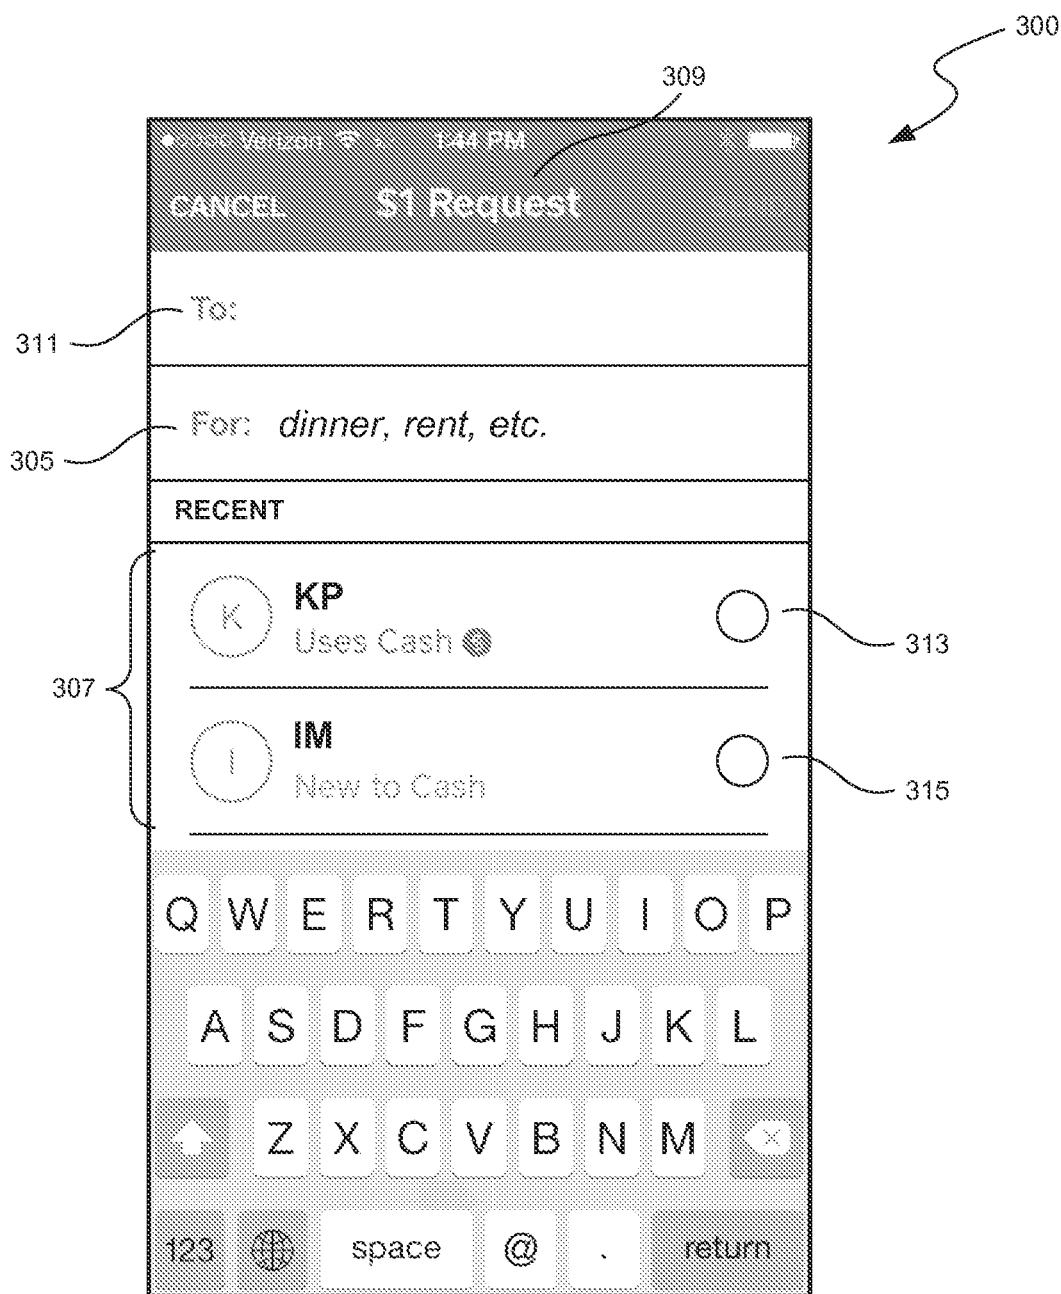 300
309
Verizon 1:44 PM
CANCEL $1 Request
311 To:
305 For: dinner, rent, etc.
RECENT
307
K KP
Uses Cash
313
I IM
New to Cash
315
Q W E R T Y U I O P
A S D F G H J K L
Z X C V B N M
123 space @ . return